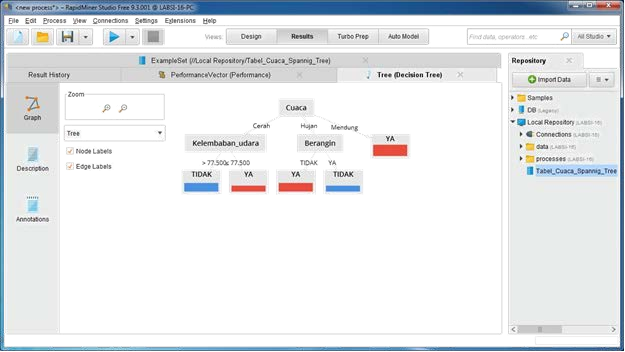 <new process*> – RapidMiner Studio Free 9.3.001 @ LABSI-16-PC
File Edit Process View Connections Settings Extensions Help
Views: Design Results Turbo Prep Auto Model Find data, operators...etc All Studio
ExampleSet (//Local Repository/Tabel_Cuaca_Spannig_Tree)
Result History PerformanceVector (Performance) Tree (Decision Tree)
Repository
Import Data
Samples
DB (Legacy)
Local Repository (LABSI-16)
Connections (LABSI-16)
data (LABSI-16)
processes (LABSI-16)
Tabel_Cuaca_Spannig_Tree
Graph
Description
Annotations
Zoom
Tree
Node Labels
Edge Labels
Cuaca
Cerah Hujan Mendung
Kelembaban_udara Berangin YA
> 77.500 ≤ 77.500 TIDAK YA
TIDAK YA YA TIDAK